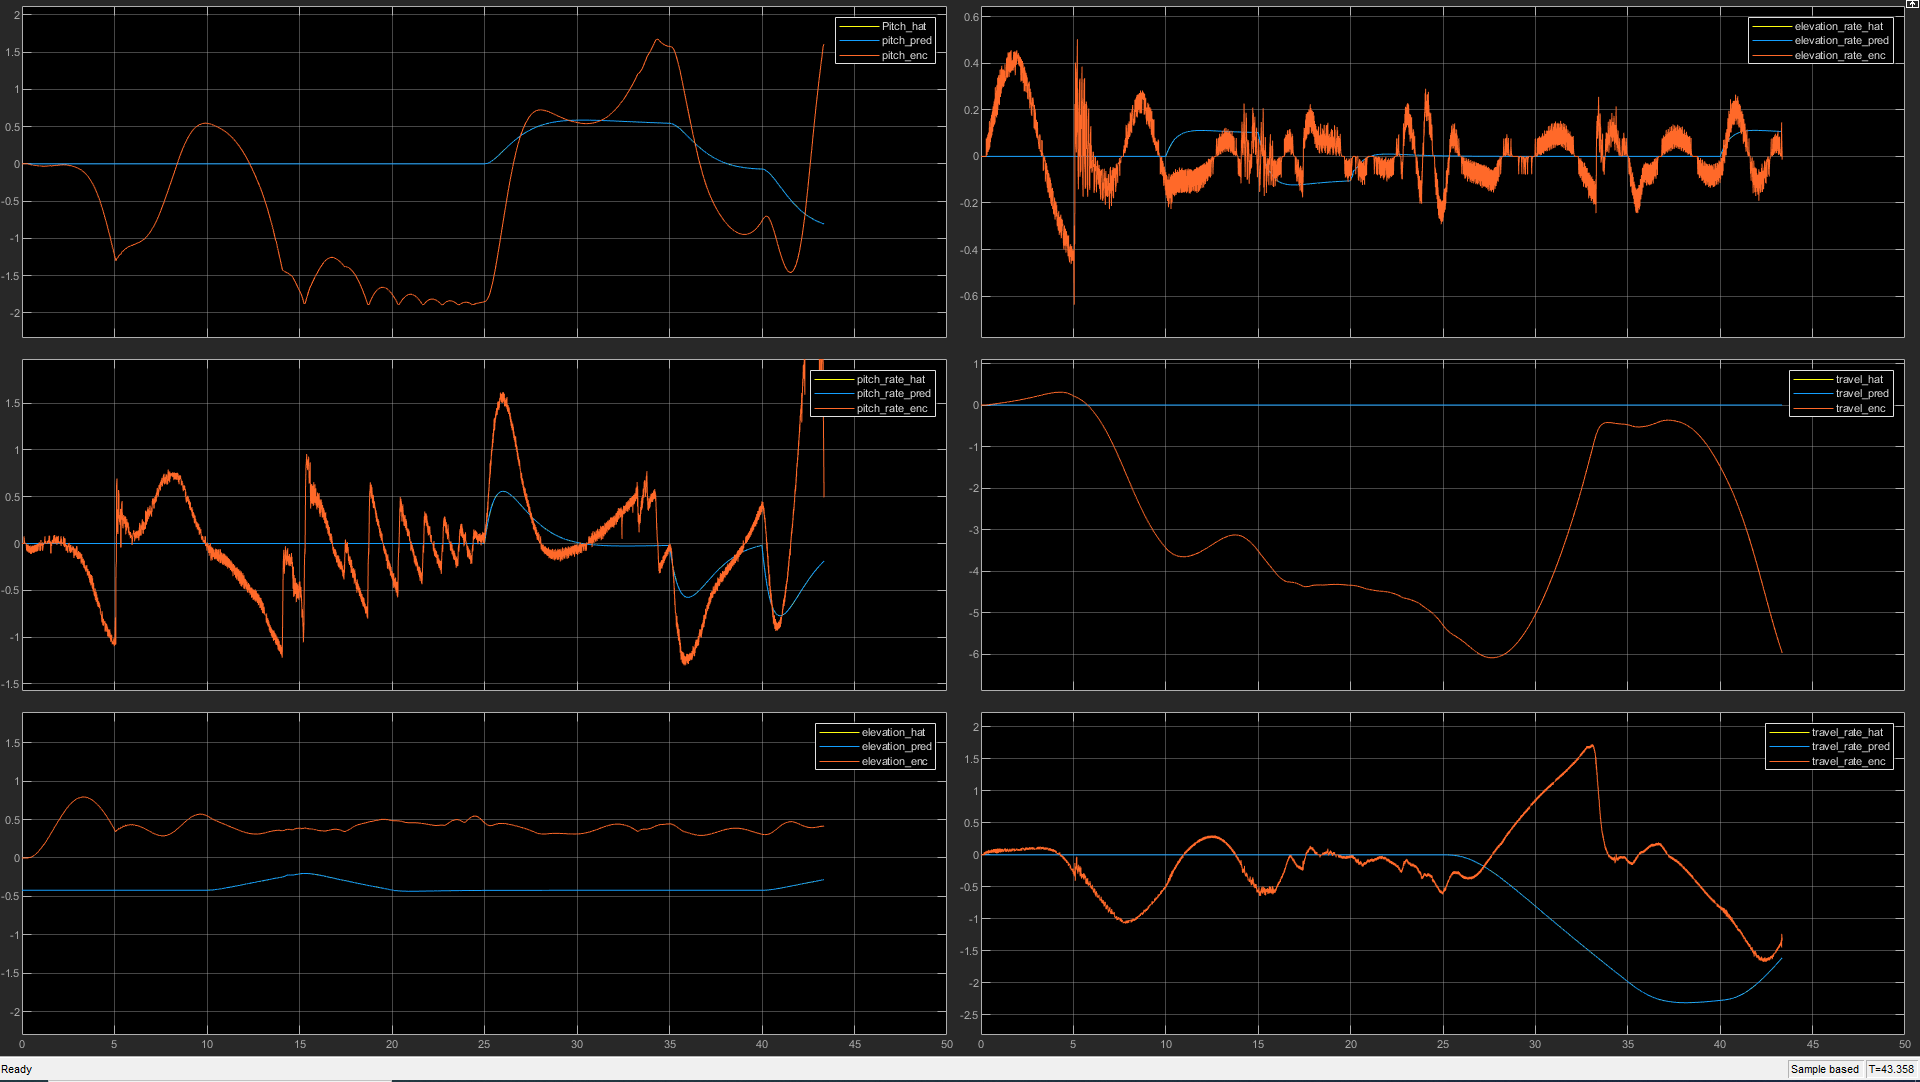 Pitch_hat
pitch_pred
pitch_enc
2
1.5
1
0.5
0
-0.5
-1
-1.5
-2
elevation_rate_hat
elevation_rate_pred
elevation_rate_enc
0.6
0.4
0.2
0
-0.2
-0.4
-0.6
pitch_rate_hat
pitch_rate_pred
pitch_rate_enc
1.5
1
0.5
0
-0.5
-1
-1.5
travel_hat
travel_pred
travel_enc
1
0
-1
-2
-3
-4
-5
-6
elevation_hat
elevation_pred
elevation_enc
1.5
1
0.5
0
-0.5
-1
-1.5
-2
0 5 10 15 20 25 30 35 40 45 50
travel_rate_hat
travel_rate_pred
travel_rate_enc
2
1.5
1
0.5
0
-0.5
-1
-1.5
-2
-2.5
0 5 10 15 20 25 30 35 40 45 50
Ready
Sample based T=43.358